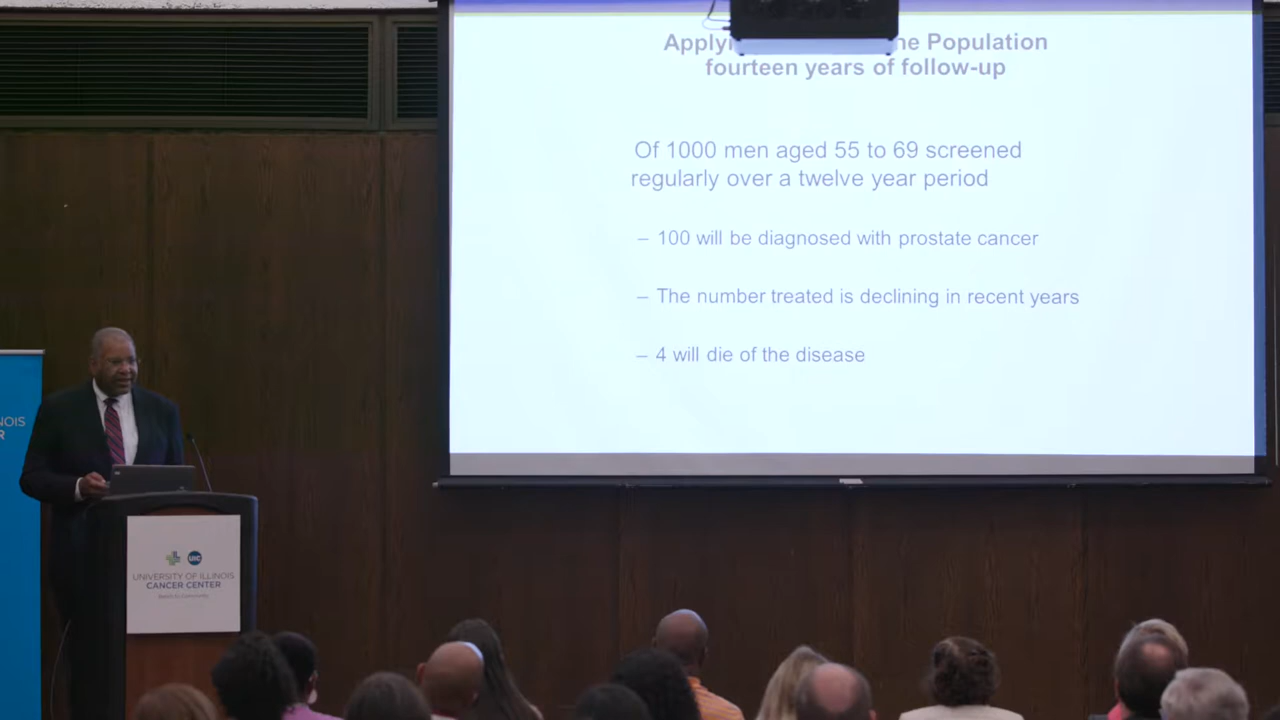 Applyi
ne Population
fourteen years of follow-up
Of 1000 men aged 55 to 69 screened
regularly over a twelve year period
– 100 will be diagnosed with prostate cancer
– The number treated is declining in recent years
– 4 will die of the disease
NOIS
R
UIC
UNIVERSITY OF ILLINOIS
CANCER CENTER